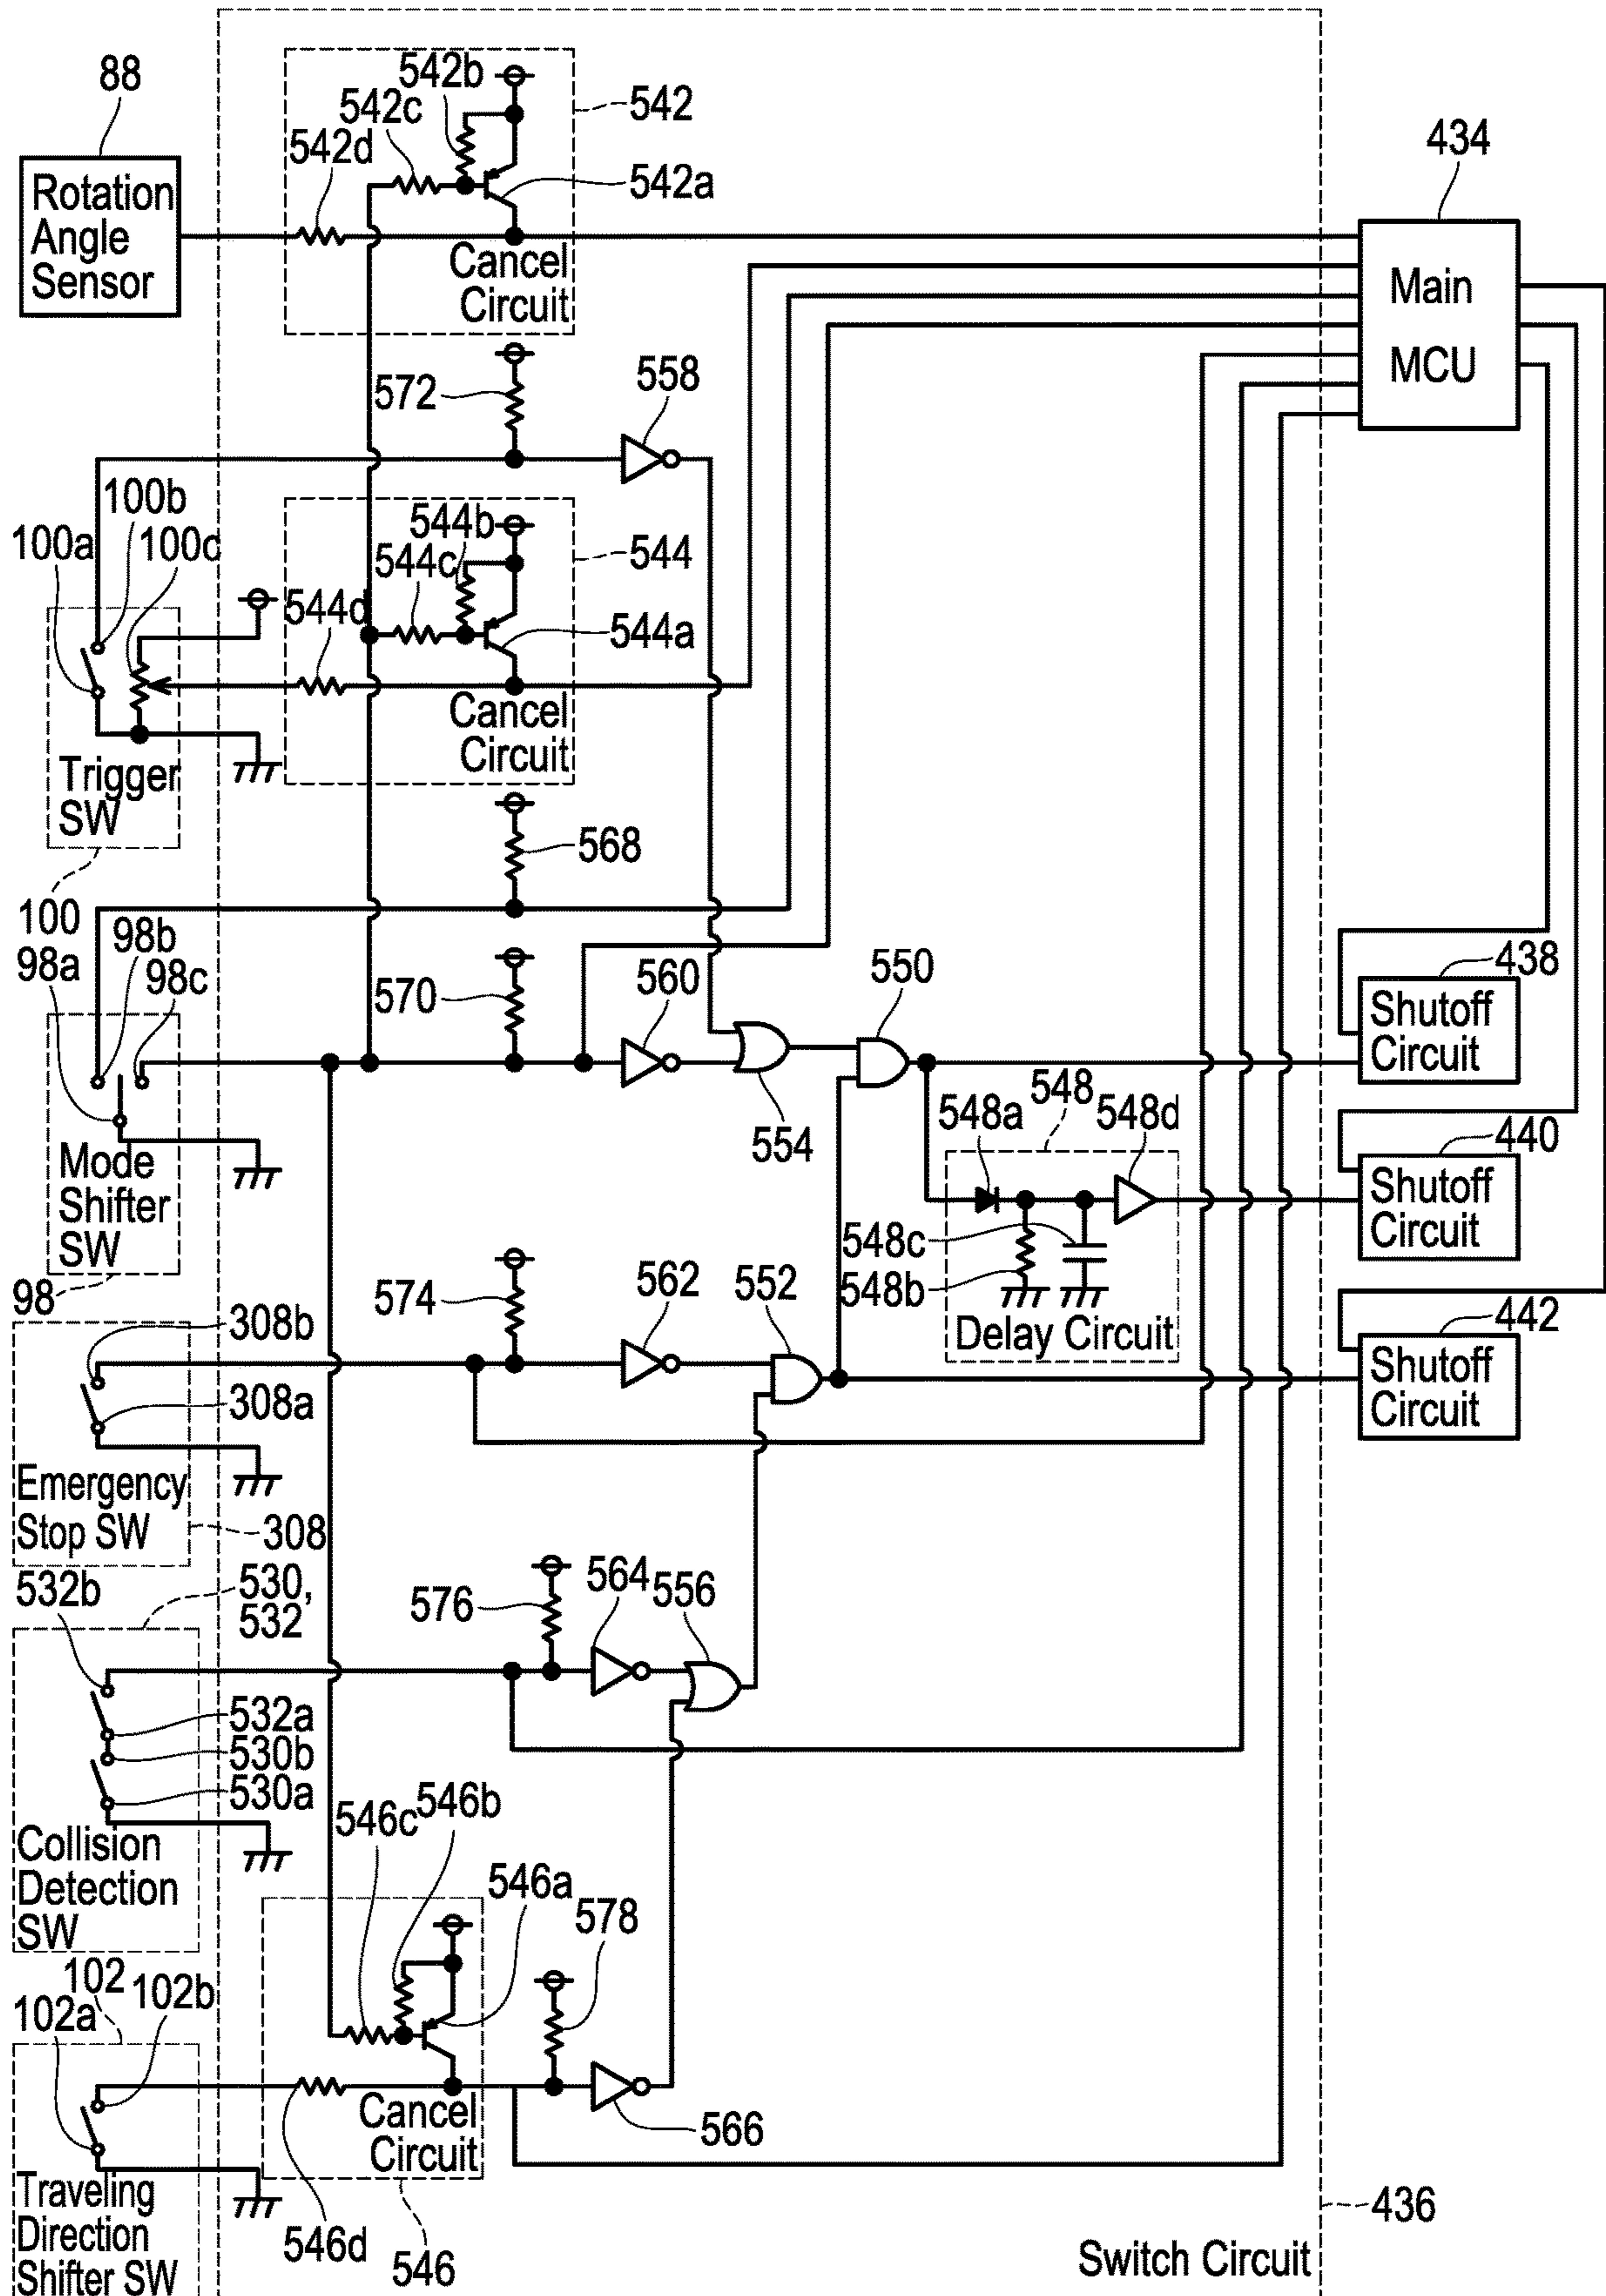 88
Rotation
Angle
Sensor
542b
542c
542d
542
542a
Cancel
Circuit
434
Main
MCU
572
558
100b
100a
100c
544b
544c
544d
544
544a
Cancel
Circuit
Trigger
SW
100
568
98b
98a
98c
570
560
550
554
438
Shutoff
Circuit
Mode
Shifter
SW
98
548
548a
548d
548c
548b
Delay Circuit
440
Shutoff
Circuit
574
562
552
442
Shutoff
Circuit
308b
308a
Emergency
Stop SW
308
532b
530,
532
576
564
556
532a
530b
530a
Collision
Detection
SW
546c
546b
546a
578
102
102a
102b
Cancel
Circuit
566
Traveling
Direction
Shifter SW
546d
546
436
Switch Circuit